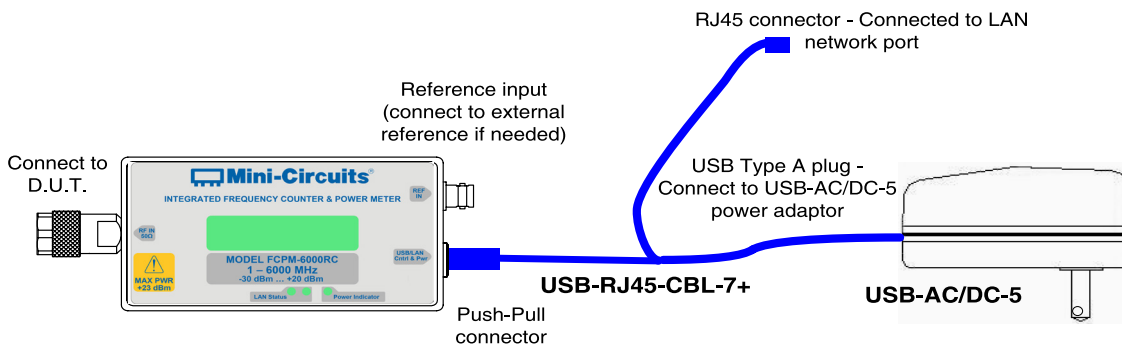 RJ45 connector - Connected to LAN
network port
Reference input
(connect to external
reference if needed)
Connect to
D.U.T.
USB Type A plug -
Connect to USB-AC/DC-5
power adaptor
Mini-Circuits®
INTEGRATED FREQUENCY COUNTER & POWER METER
REF
IN
RF IN
50Ω
USB/LAN
Cntrl & Pwr
MODEL FCPM-6000RC
1 – 6000 MHz
-30 dBm ... +20 dBm
MAX PWR
+23 dBm
LAN Status
Power Indicator
USB-RJ45-CBL-7+
USB-AC/DC-5
Push-Pull
connector